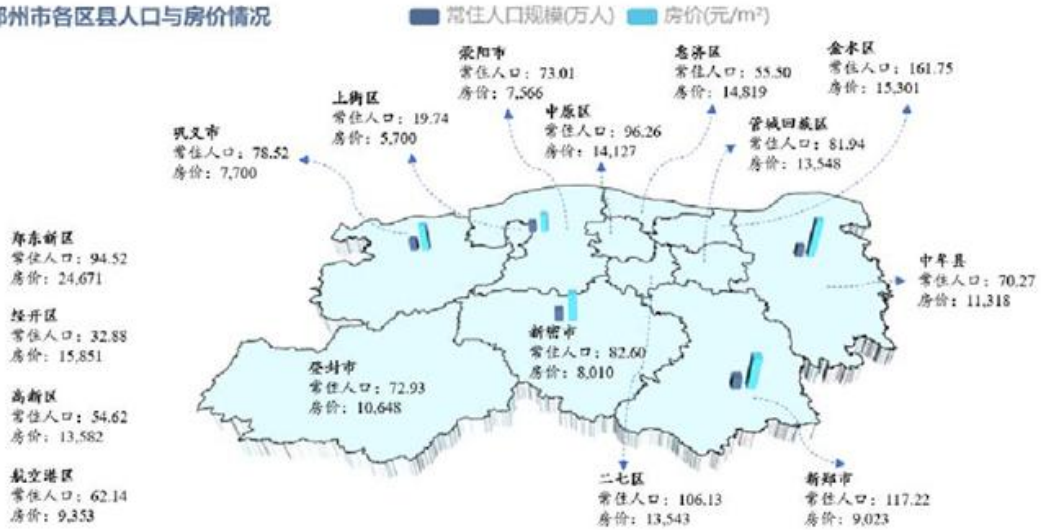 郑州市各区县人口与房价情况
常住人口规模(万人) 房价(元/m²)
荥阳市
常住人口：73.01
房价：7,566
惠济区
常住人口：55.50
房价：14,819
金水区
常住人口：161.75
房价：15,301
上街区
常住人口：19.74
房价：5,700
中原区
常住人口：96.26
房价：14,127
管城回族区
常住人口：81.94
房价：13,548
巩义市
常住人口：78.52
房价：7,700
郑东新区
常住人口：94.52
房价：24,671
中牟县
常住人口：70.27
房价：11,318
经开区
常住人口：32.88
房价：15,851
新密市
常住人口：82.60
房价：8,010
登封市
常住人口：72.93
房价：10,648
高新区
常住人口：54.62
房价：13,582
航空港区
常住人口：62.14
房价：9,353
二七区
常住人口：106.13
房价：13,543
新郑市
常住人口：117.22
房价：9,023